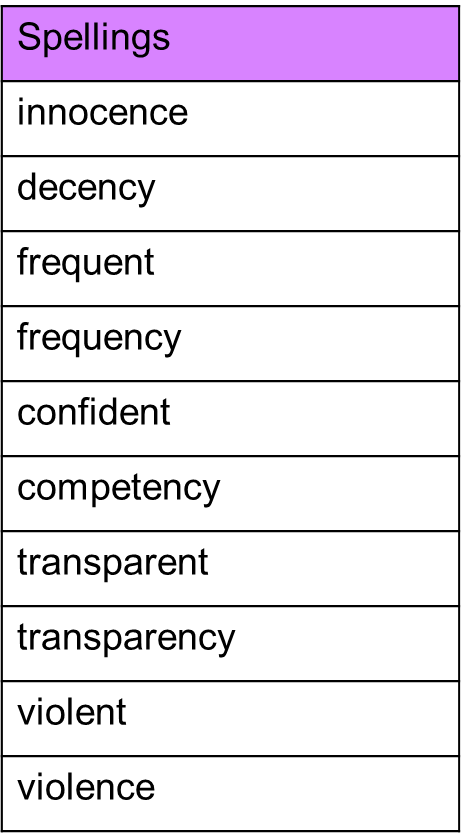 Spellings
innocence
decency
frequent
frequency
confident
competency
transparent
transparency
violent
violence